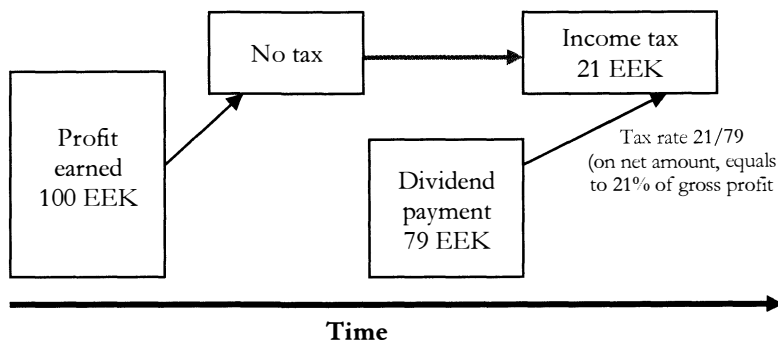 No tax
Income tax
21 EEK
Profit
earned
100 EEK
Tax rate 21/79
(on net amount, equals
to 21% of gross profit
Dividend
payment
79 EEK
Time